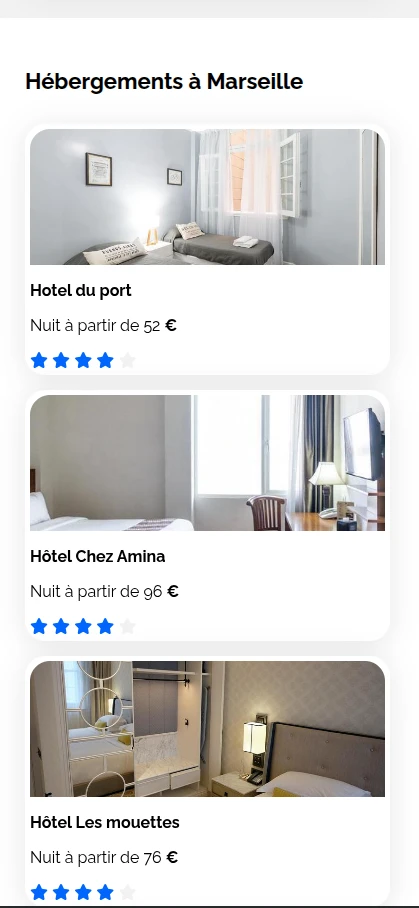 Hébergements à Marseille
Hotel du port
Nuit à partir de 52 €
Hôtel Chez Amina
Nuit à partir de 96 €
Hôtel Les mouettes
Nuit à partir de 76 €